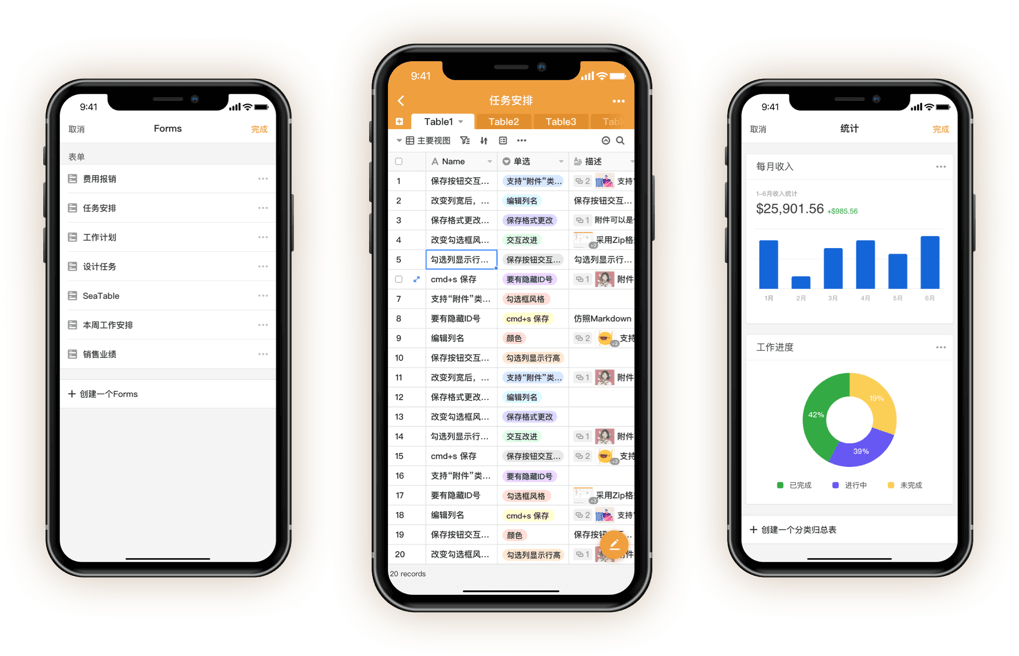 9:41
取消
Forms
完成
表单
费用报销
任务安排
工作计划
设计任务
SeaTable
本周工作安排
销售业绩
+ 创建一个Forms
9:41
任务安排
Table1
Table2
Table3
主要视图
Name
单选
描述
1 保存按钮交互... 支持“附件”类... 2 支持
2 改变列宽后，... 编辑列名 保存按钮交互...
3 保存格式更改... 保存格式更改 1 附件可以是
4 改变勾选框风... 交互改进 +3 采用Zip格
5 勾选列显示行... 保存按钮交互... 勾选列显示行...
cmd+s 保存 要有隐藏ID号 1 附件
7 支持“附件”类... 勾选框风格
8 要有隐藏ID号 cmd+s 保存 仿照Markdown
9 编辑列名 颜色 2 支持
10 保存按钮交互... 勾选列显示行高
11 改变列宽后，... 支持“附件”类... 1 附件
12 保存格式更改... 编辑列名
13 改变勾选框风... 保存格式更改
14 勾选列显示行... 交互改进 1 附件
15 cmd+s 保存 保存按钮交互... 2 支持
16 支持“附件”类... 要有隐藏ID号
17 要有隐藏ID号 勾选框风格 采用Zip格
18 编辑列名 cmd+s 保存 2 支持
19 保存按钮交互... 颜色
20 改变勾选框风... 勾选列显示行高 1
20 records
9:41
取消
统计
完成
每月收入
1-6月收入统计
$25,901.56 +$985.56
1月 2月 3月 4月 5月 6月
工作进度
19%
42%
39%
已完成 进行中 未完成
+ 创建一个分类归总表